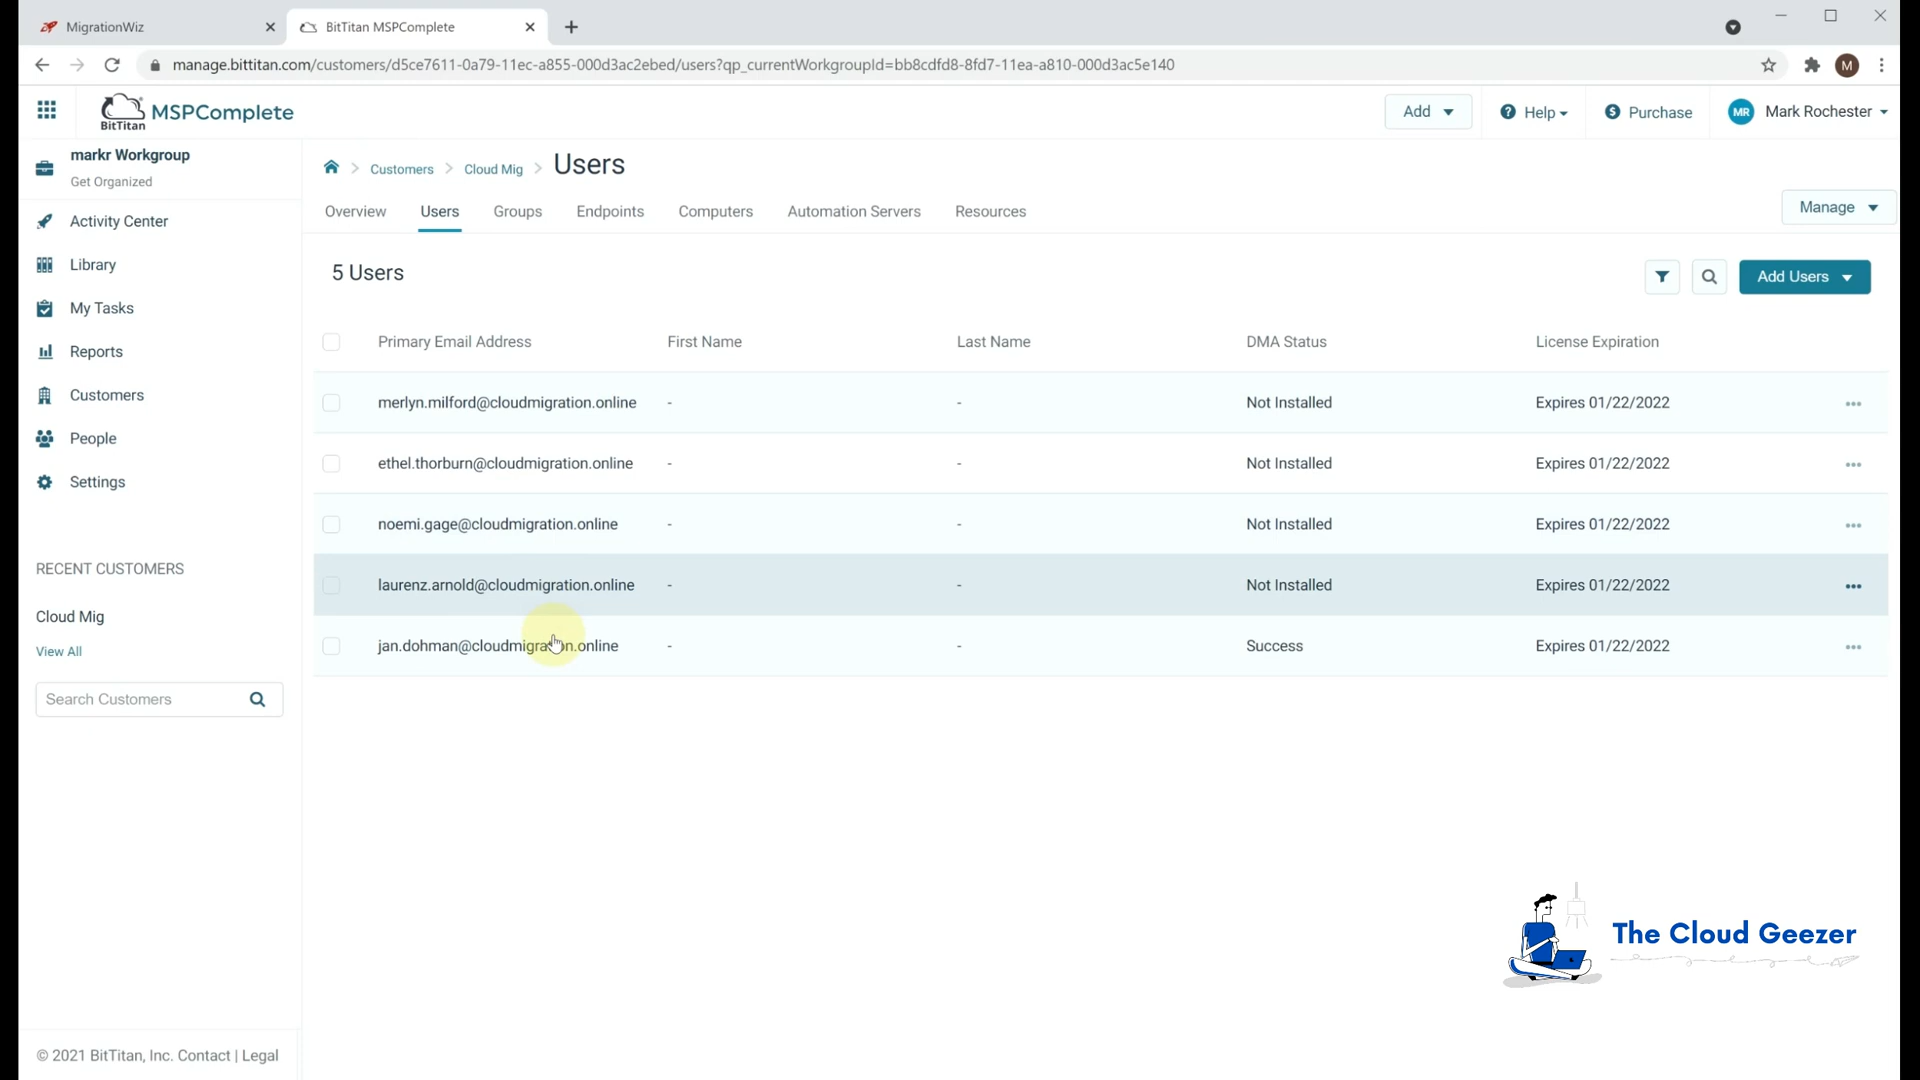 MigrationWiz
BitTitan MSPComplete
manage.bittitan.com/customers/d5ce7611-0a79-11ec-a855-000d3ac2ebed/users?qp_currentWorkgroupId=bb8cdfd8-8fd7-11ea-a810-000d3ac5e140
M
BitTitan MSPComplete
Add
Help
Purchase
MR Mark Rochester
markr Workgroup
Get Organized
Activity Center
Library
My Tasks
Reports
Customers
People
Settings
RECENT CUSTOMERS
Cloud Mig
View All
Search Customers
© 2021 BitTitan, Inc. Contact | Legal
Customers > Cloud Mig > Users
Overview Users Groups Endpoints Computers Automation Servers Resources
Manage
5 Users
Add Users
Primary Email Address First Name Last Name DMA Status License Expiration
merlyn.milford@cloudmigration.online - - Not Installed Expires 01/22/2022
ethel.thorburn@cloudmigration.online - - Not Installed Expires 01/22/2022
noemi.gage@cloudmigration.online - - Not Installed Expires 01/22/2022
laurenz.arnold@cloudmigration.online - - Not Installed Expires 01/22/2022
jan.dohman@cloudmigration.online - - Success Expires 01/22/2022
The Cloud Geezer